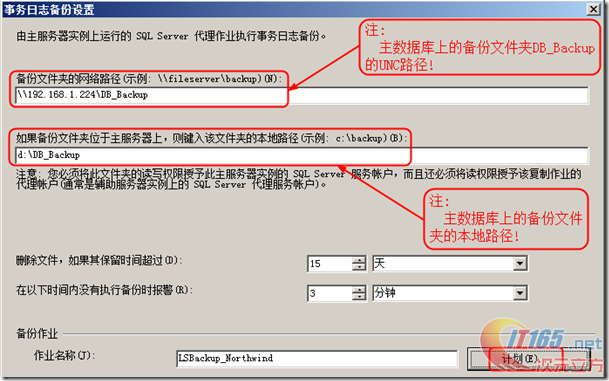 事务日志备份设置
由主服务器实例上运行的 SQL Server 代理作业执行事务日志备份。
注:
主数据库上的备份文件夹DB_Backup
的UNC路径!
备份文件夹的网络路径(示例: \\fileserver\backup)(N):
\\192.168.1.224\DB_Backup
如果备份文件夹位于主服务器上，则键入该文件夹的本地路径(示例: c:\backup)(B):
d:\DB_Backup
注意: 您必须将此文件夹的读写权限授予此主服务器实例的 SQL Server 服务帐户，而且还必须将读权限授予该复制作业的
代理帐户(通常是辅助服务器实例上的 SQL Server 代理服务帐户)。
注:
主数据库上的备份文件
夹的本地路径!
删除文件，如果其保留时间超过(D):
15
天
在以下时间内没有执行备份时报警(R):
3
分钟
备份作业
作业名称(J):
LSBackup_Northwind
计划(E)...
IT165.net
次元立方